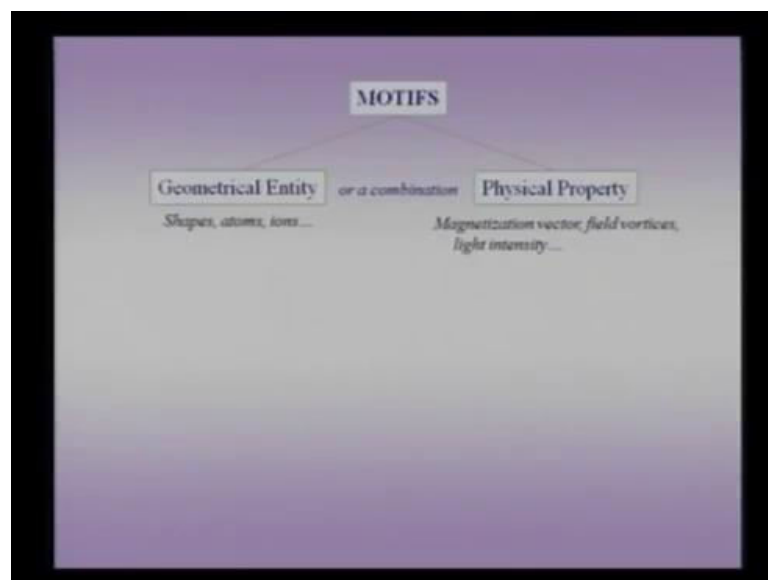 MOTIFS
Geometrical Entity or a combination Physical Property
Shapes, atoms, ions...
Magnetization vector, field vortices,
light intensity...